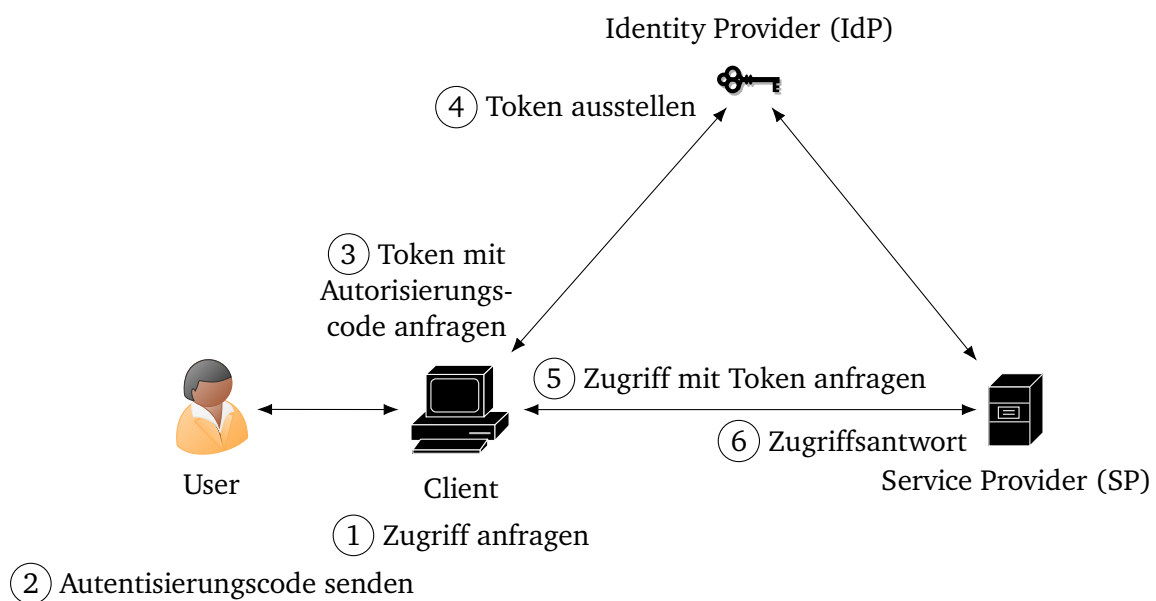 Identity Provider (IdP)
4 Token ausstellen
3 Token mit
Autorisierungs-
code anfragen
5 Zugriff mit Token anfragen
6 Zugriffsantwort
User
Client
Service Provider (SP)
1 Zugriff anfragen
2 Autentisierungscode senden